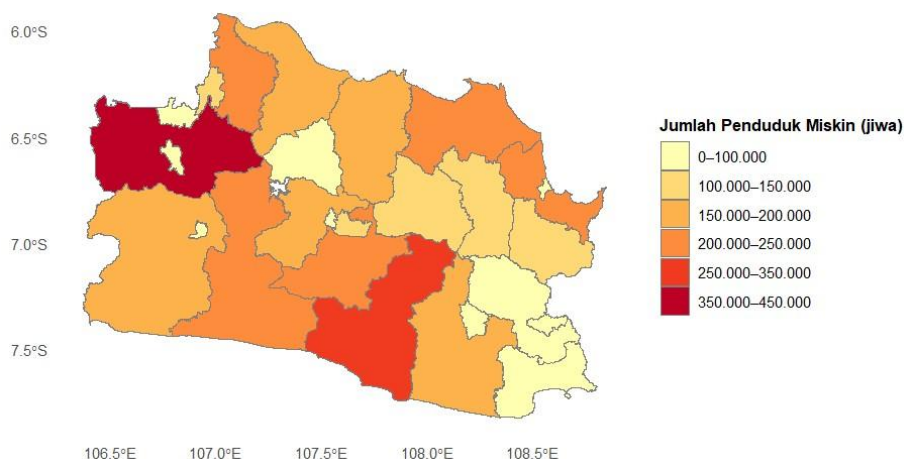 6.0°S
6.5°S
7.0°S
7.5°S
106.5°E 107.0°E 107.5°E 108.0°E 108.5°E
Jumlah Penduduk Miskin (jiwa)
0–100.000
100.000–150.000
150.000–200.000
200.000–250.000
250.000–350.000
350.000–450.000